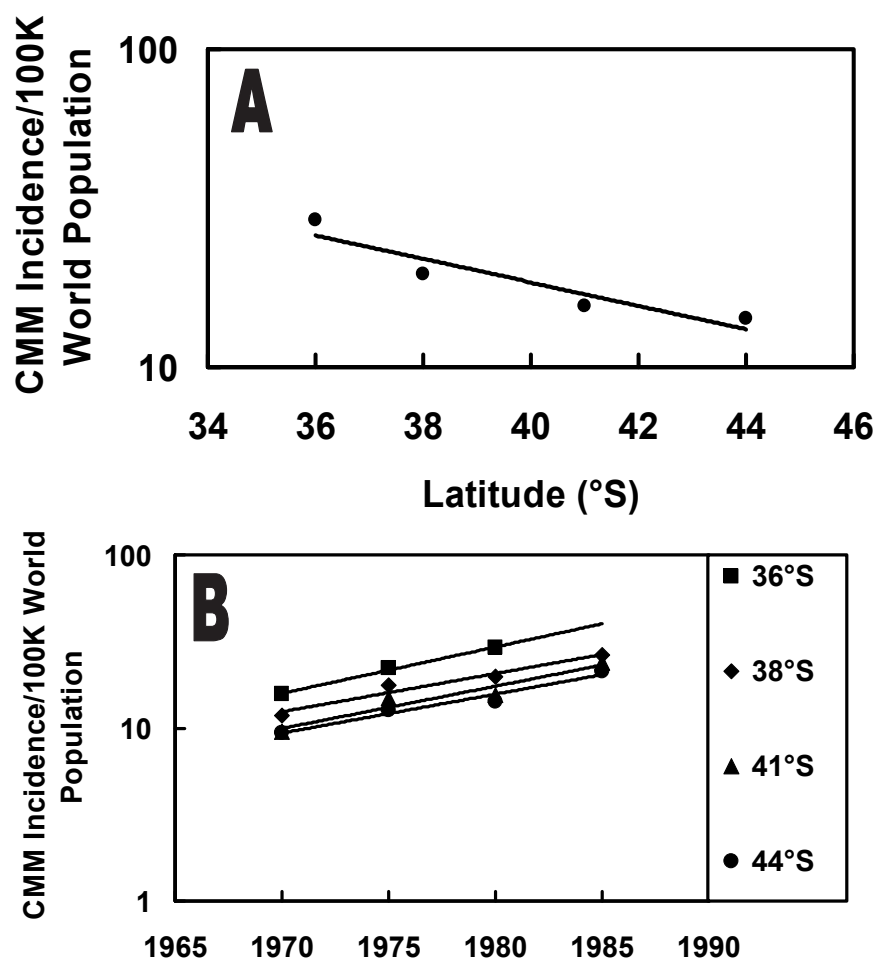 CMM Incidence/100K
World Population
100
10
A
34 36 38 40 42 44 46
Latitude (°S)
CMM Incidence/100K World
Population
100
10
1
B
36°S
38°S
41°S
44°S
1965 1970 1975 1980 1985 1990